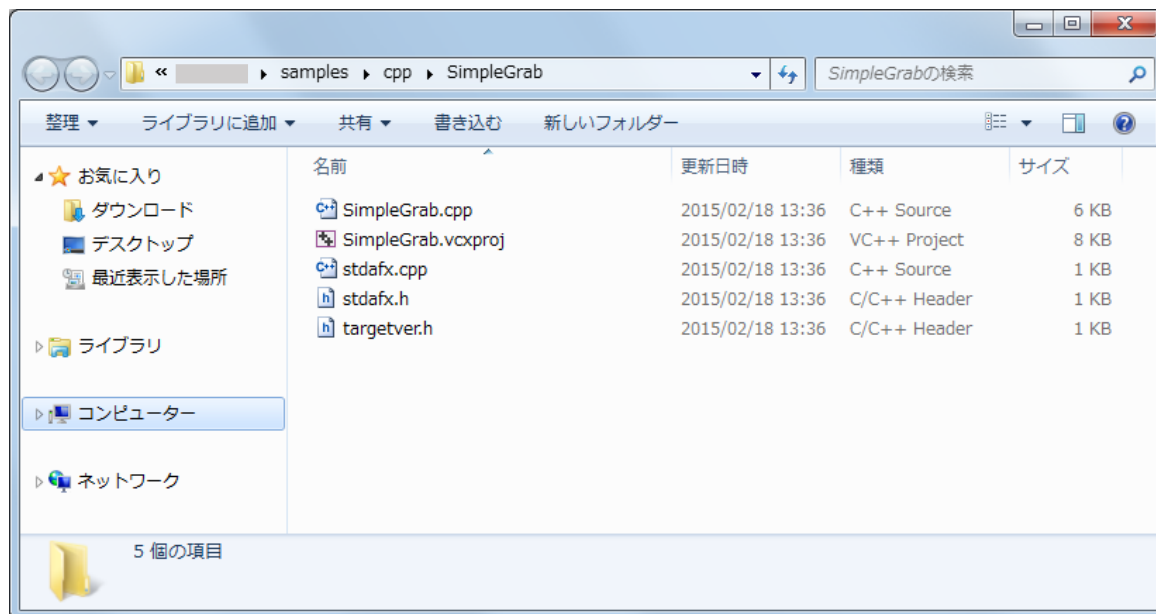 « samples cpp SimpleGrab SimpleGrabの検索
整理 ライブラリに追加 共有 書き込む 新しいフォルダー
お気に入り
ダウンロード
デスクトップ
最近表示した場所
ライブラリ
コンピューター
ネットワーク
名前 更新日時 種類 サイズ
SimpleGrab.cpp 2015/02/18 13:36 C++ Source 6 KB
SimpleGrab.vcxproj 2015/02/18 13:36 VC++ Project 8 KB
stdafx.cpp 2015/02/18 13:36 C++ Source 1 KB
stdafx.h 2015/02/18 13:36 C/C++ Header 1 KB
targetver.h 2015/02/18 13:36 C/C++ Header 1 KB
5 個の項目